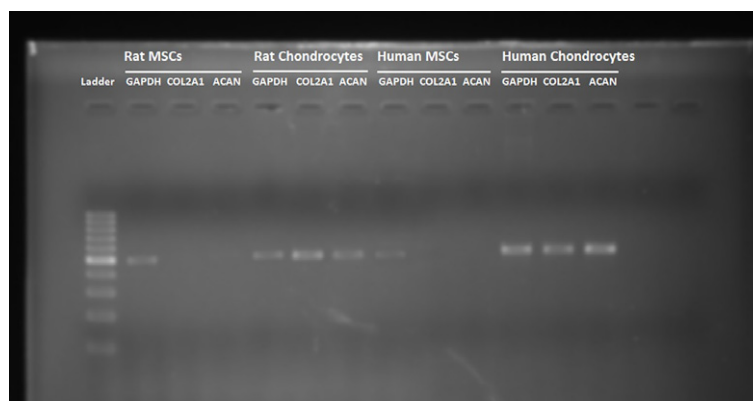 Rat MSCs Rat Chondrocytes Human MSCs Human Chondrocytes
Ladder GAPDH COL2A1 ACAN GAPDH COL2A1 ACAN GAPDH COL2A1 ACAN GAPDH COL2A1 ACAN